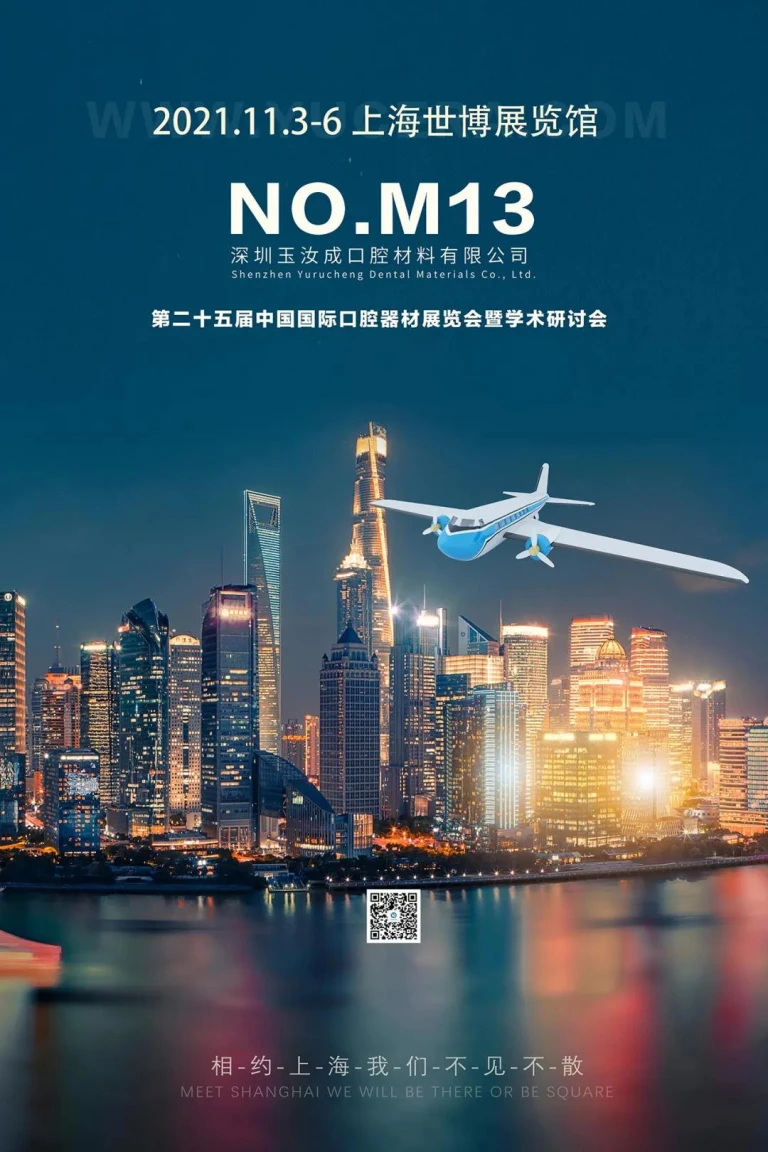 2021.11.3-6 上海世博展览馆
NO.M13
深圳玉汝成口腔材料有限公司
Shenzhen Yurucheng Dental Materials Co., Ltd.
第二十五届中国国际口腔器材展览会暨学术研讨会
相-约-上-海-我-们-不-见-不-散
MEET SHANGHAI WE WILL BE THERE OR BE SQUARE